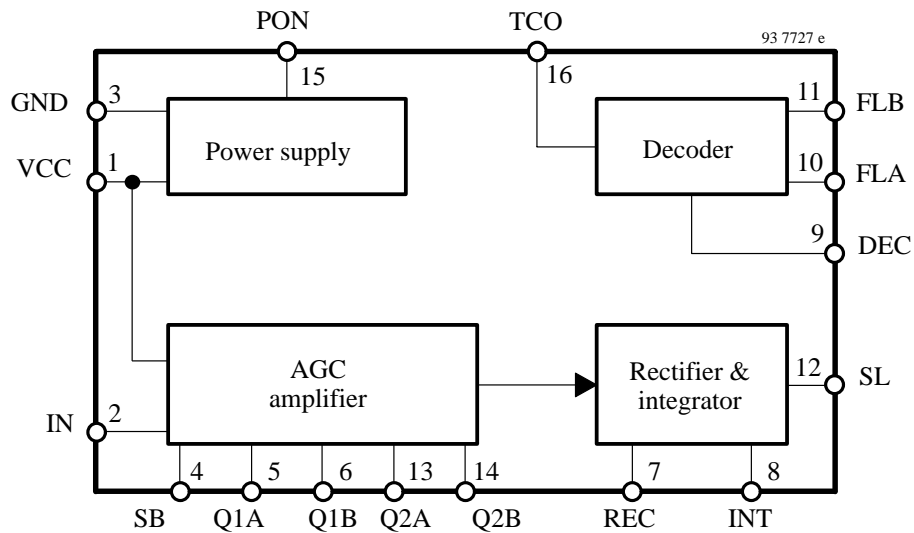 PON
TCO
93 7727 e
GND
3
15
16
11
FLB
Power supply
Decoder
VCC
1
10
FLA
9
DEC
AGC
amplifier
Rectifier &
integrator
12
SL
IN
2
4
5
6
13
14
7
8
SB
Q1A
Q1B
Q2A
Q2B
REC
INT